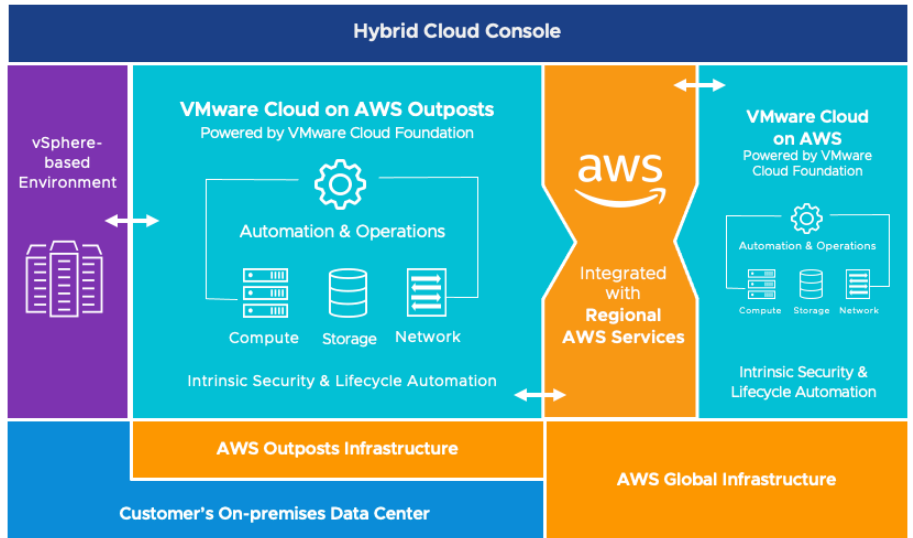 Hybrid Cloud Console
vSphere-
based
Environment
VMware Cloud on AWS Outposts
Powered by VMware Cloud Foundation
Automation & Operations
Compute
Storage
Network
Intrinsic Security & Lifecycle Automation
aws
Integrated
with
Regional
AWS Services
VMware Cloud
on AWS
Powered by VMware
Cloud Foundation
Automation & Operations
Compute
Storage
Network
Intrinsic Security &
Lifecycle Automation
AWS Outposts Infrastructure
AWS Global Infrastructure
Customer’s On-premises Data Center